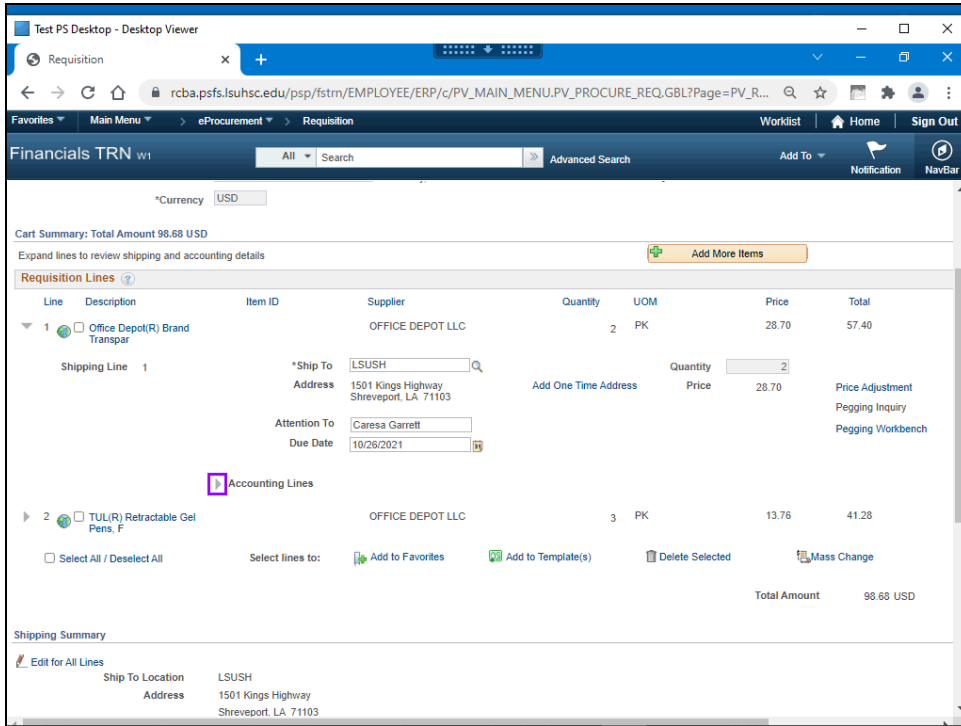 Test PS Desktop - Desktop Viewer
Requisition
rcba.psfs.lsuhsc.edu/psp/fstrn/EMPLOYEE/ERP/c/PV_MAIN_MENU.PV_PROCURE_REQ.GBL?Page=PV_R...
Favorites Main Menu > eProcurement > Requisition Worklist Home Sign Out
Financials TRN W1 All Search Advanced Search Add To Notification NavBar
*Currency USD
Cart Summary: Total Amount 98.68 USD
Expand lines to review shipping and accounting details Add More Items
Requisition Lines ?
Line Description Item ID Supplier Quantity UOM Price Total
1 Office Depot(R) Brand Transpar OFFICE DEPOT LLC 2 PK 28.70 57.40
Shipping Line 1 *Ship To LSUSH Quantity 2
Address 1501 Kings Highway Add One Time Address Price 28.70 Price Adjustment
Shreveport, LA 71103
Pegging Inquiry
Attention To Caresa Garrett Pegging Workbench
Due Date 10/26/2021
Accounting Lines
2 TUL(R) Retractable Gel Pens, F OFFICE DEPOT LLC 3 PK 13.76 41.28
Select All / Deselect All Select lines to: Add to Favorites Add to Template(s) Delete Selected Mass Change
Total Amount 98.68 USD
Shipping Summary
Edit for All Lines
Ship To Location LSUSH
Address 1501 Kings Highway
Shreveport, LA 71103